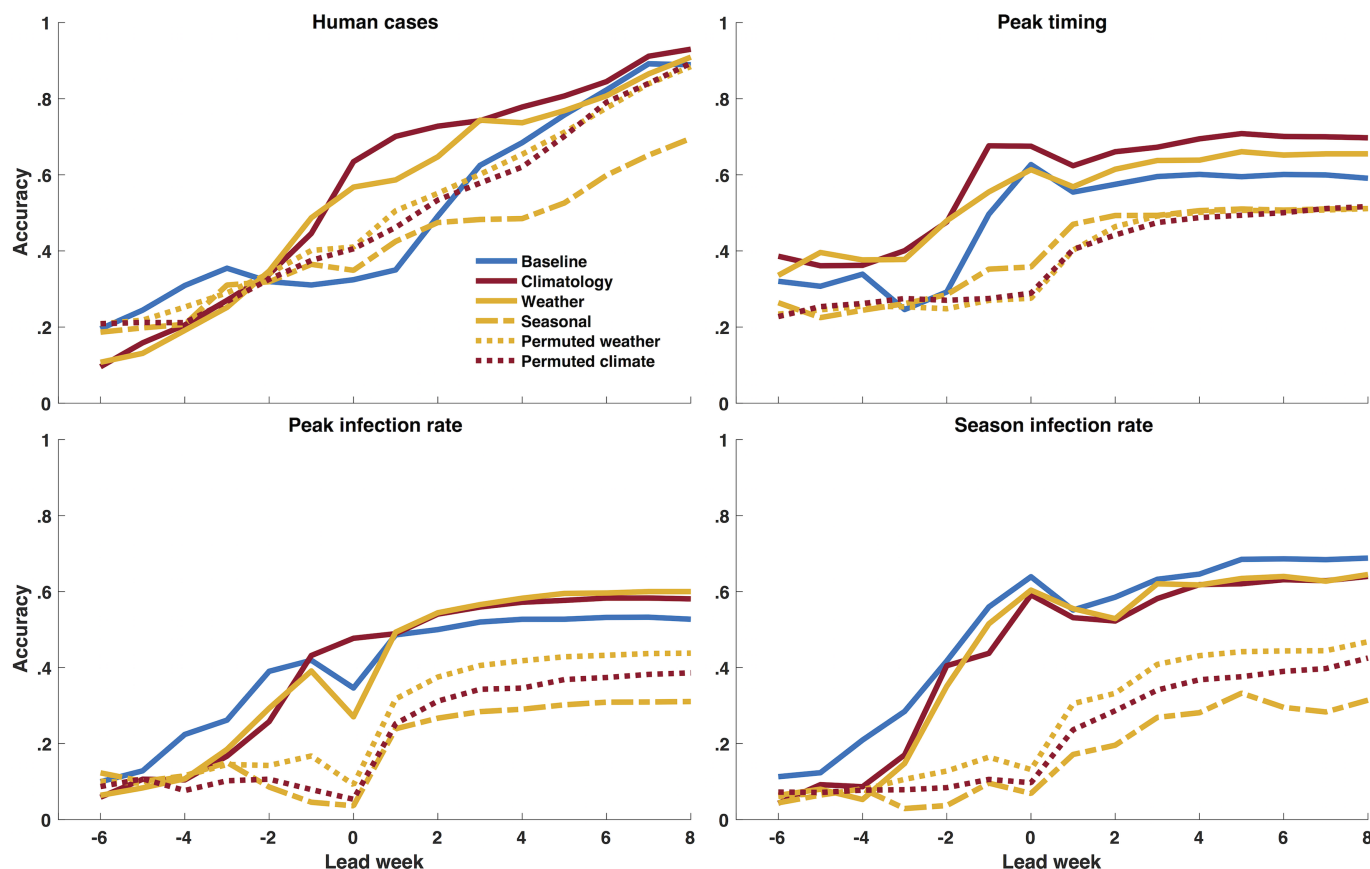 Human cases
Peak timing
1
.8
.6
.4
.2
0
Accuracy
Baseline
Climatology
Weather
Seasonal
Permuted weather
Permuted climate
1
.8
.6
.4
.2
0
Peak infection rate
Season infection rate
1
.8
.6
.4
.2
0
Accuracy
-6 -4 -2 0 2 4 6 8
Lead week
1
.8
.6
.4
.2
0
-6 -4 -2 0 2 4 6 8
Lead week